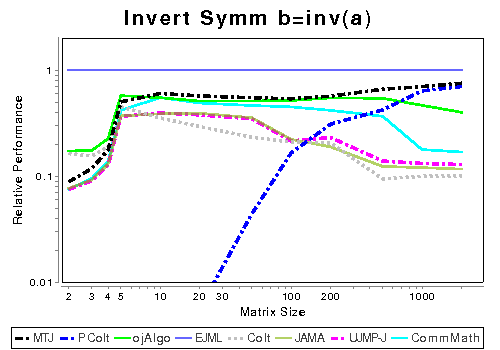 Invert Symm b=inv(a)
1
0.1
0.01
Relative Performance
2 3 4 5 10 20 30 100 200 1000
Matrix Size
MTJ PColt ojAlgo EJML Colt JAMA UJMP-J CommMath